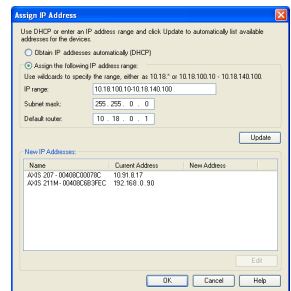 Assign IP Address
Use DHCP or enter an IP address range and click Update to automatically list available
addresses for the devices.
Obtain IP addresses automatically (DHCP)
Assign the following IP address range:
Use wildcards to specify the range, either as 10.18.* or 10.18.100.10 - 10.18.140.100.
IP range: 10.18.100.10-10.18.140.100
Subnet mask: 255. 255. 0 . 0
Default router: 10 . 18 . 0 . 1
Update
New IP Addresses:
Name Current Address New Address
AXIS 207 - 00408C00078C 10.91.8.17
AXIS 211M - 00408C6B3FEC 192.168.0.90
Edit
OK Cancel Help